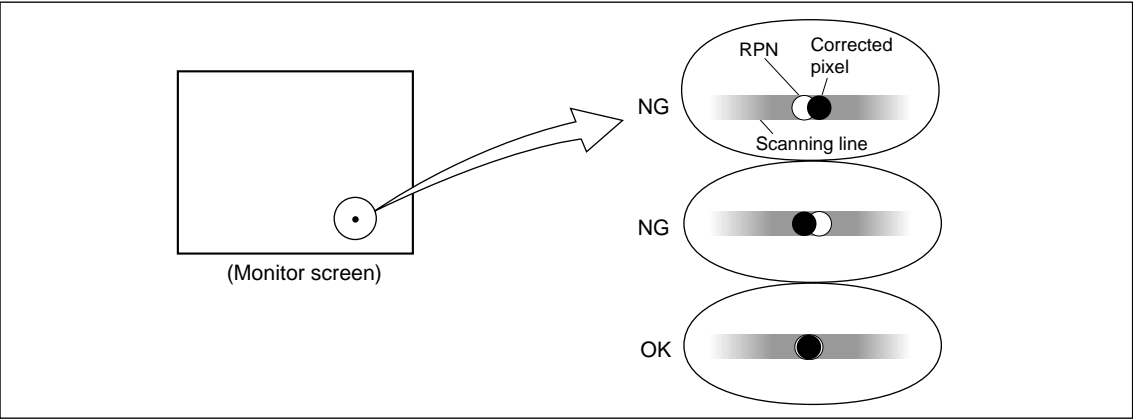 RPN
Corrected
pixel
NG
Scanning line
NG
(Monitor screen)
OK